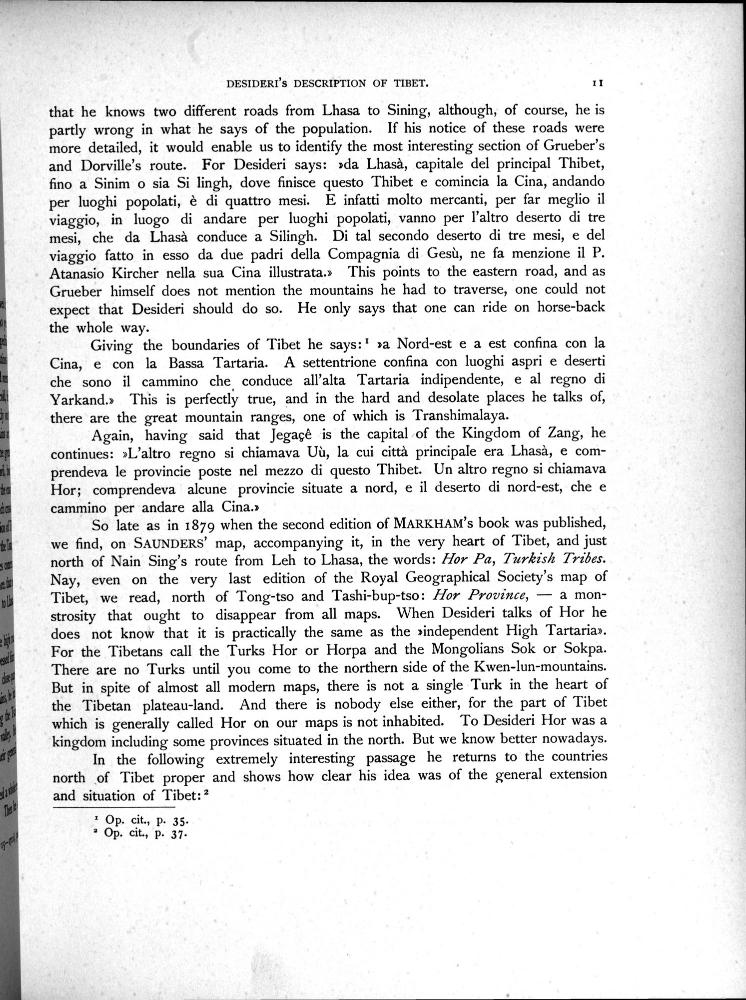 DESIDERI'S DESCRIPTION OF TIBET. 11
that he knows two different roads from Lhasa to Sining, although, of course, he is
partly wrong in what he says of the population. If his notice of these roads were
more detailed, it would enable us to identify the most interesting section of Grueber's
and Dorville's route. For Desideri says: »da Lhasà, capitale del principal Thibet,
fino a Sinim o sia Si lingh, dove finisce questo Thibet e comincia la Cina, andando
per luoghi popolati, è di quattro mesi. E infatti molto mercanti, per far meglio il
viaggio, in luogo di andare per luoghi popolati, vanno per l'altro deserto di tre
mesi, che da Lhasà conduce a Silingh. Di tal secondo deserto di tre mesi, e del
viaggio fatto in esso da due padri della Compagnia di Gesù, ne fa menzione il P.
Atanasio Kircher nella sua Cina illustrata.» This points to the eastern road, and as
Grueber himself does not mention the mountains he had to traverse, one could not
expect that Desideri should do so. He only says that one can ride on horse-back
the whole way.
Giving the boundaries of Tibet he says:¹ »a Nord-est e a est confina con la
Cina, e con la Bassa Tartaria. A settentrione confina con luoghi aspri e deserti
che sono il cammino che conduce all'alta Tartaria indipendente, e al regno di
Yarkand.» This is perfectly true, and in the hard and desolate places he talks of,
there are the great mountain ranges, one of which is Transhimalaya.
Again, having said that Jegaçê is the capital of the Kingdom of Zang, he
continues: »L'altro regno si chiamava Uù, la cui città principale era Lhasà, e com-
prendeva le provincie poste nel mezzo di questo Thibet. Un altro regno si chiamava
Hor; comprendeva alcune provincie situate a nord, e il deserto di nord-est, che e
cammino per andare alla Cina.»
So late as in 1879 when the second edition of MARKHAM's book was published,
we find, on SAUNDERS' map, accompanying it, in the very heart of Tibet, and just
north of Nain Sing's route from Leh to Lhasa, the words: Hor Pa, Turkish Tribes.
Nay, even on the very last edition of the Royal Geographical Society's map of
Tibet, we read, north of Tong-tso and Tashi-bup-tso: Hor Province, — a mon-
strosity that ought to disappear from all maps. When Desideri talks of Hor he
does not know that it is practically the same as the »independent High Tartaria».
For the Tibetans call the Turks Hor or Horpa and the Mongolians Sok or Sokpa.
There are no Turks until you come to the northern side of the Kwen-lun-mountains.
But in spite of almost all modern maps, there is not a single Turk in the heart of
the Tibetan plateau-land. And there is nobody else either, for the part of Tibet
which is generally called Hor on our maps is not inhabited. To Desideri Hor was a
kingdom including some provinces situated in the north. But we know better nowadays.
In the following extremely interesting passage he returns to the countries
north of Tibet proper and shows how clear his idea was of the general extension
and situation of Tibet:²
¹ Op. cit., p. 35.
² Op. cit., p. 37.